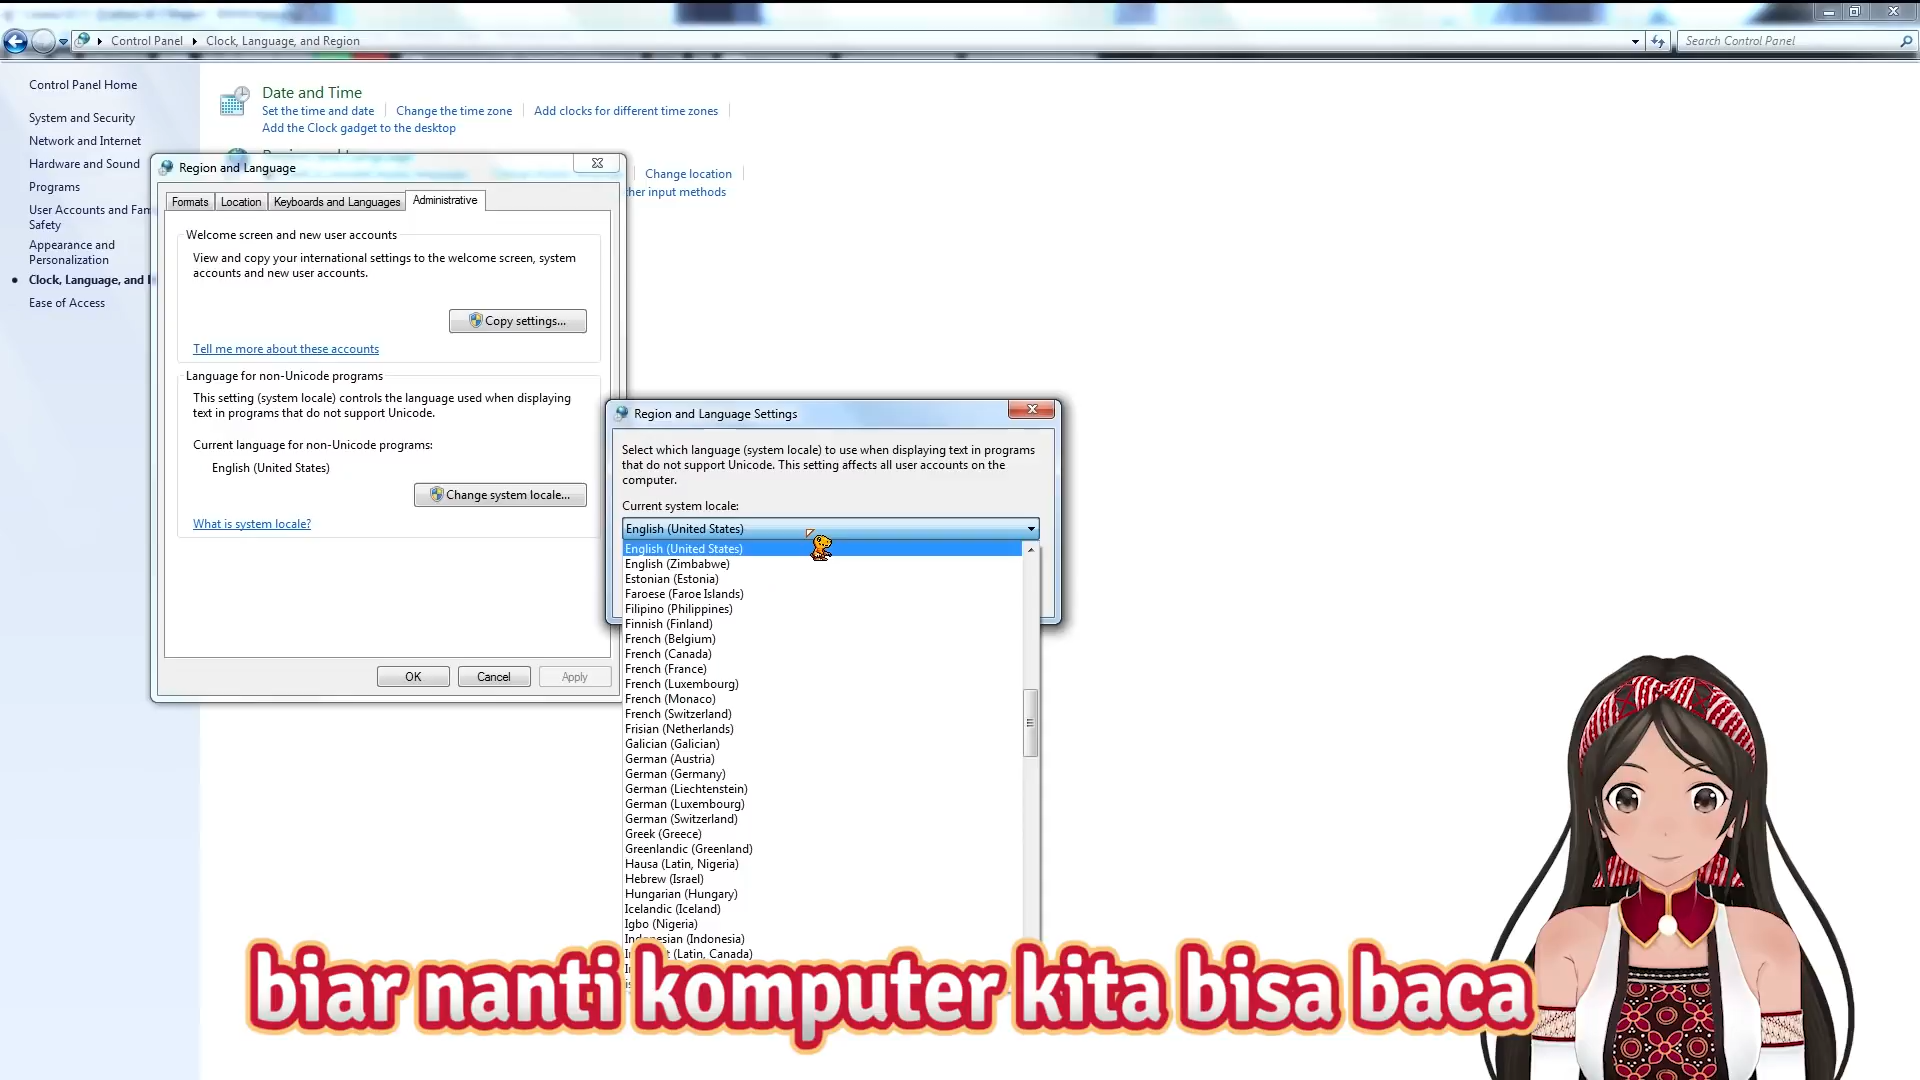 Control Panel
Clock, Language, and Region
Search Control Panel
Control Panel Home
System and Security
Network and Internet
Hardware and Sound
Programs
User Accounts and Fam
Safety
Appearance and
Personalization
Clock, Language, and
Ease of Access
Date and Time
Set the time and date
Change the time zone
Add clocks for different time zones
Add the Clock gadget to the desktop
Change location
her input methods
Region and Language
Formats
Location
Keyboards and Languages
Administrative
Welcome screen and new user accounts
View and copy your international settings to the welcome screen, system
accounts and new user accounts.
Copy settings...
Tell me more about these accounts
Language for non-Unicode programs
This setting (system locale) controls the language used when displaying
text in programs that do not support Unicode.
Current language for non-Unicode programs:
English (United States)
Change system locale...
What is system locale?
OK
Cancel
Apply
Region and Language Settings
Select which language (system locale) to use when displaying text in programs
that do not support Unicode. This setting affects all user accounts on the
computer.
Current system locale:
English (United States)
English (United States)
English (Zimbabwe)
Estonian (Estonia)
Faroese (Faroe Islands)
Filipino (Philippines)
Finnish (Finland)
French (Belgium)
French (Canada)
French (France)
French (Luxembourg)
French (Monaco)
French (Switzerland)
Frisian (Netherlands)
Galician (Galician)
German (Austria)
German (Germany)
German (Liechtenstein)
German (Luxembourg)
German (Switzerland)
Greek (Greece)
Greenlandic (Greenland)
Hausa (Latin, Nigeria)
Hebrew (Israel)
Hungarian (Hungary)
Icelandic (Iceland)
Igbo (Nigeria)
Indonesian (Indonesia)
(Latin, Canada)
biar nanti komputer kita bisa baca